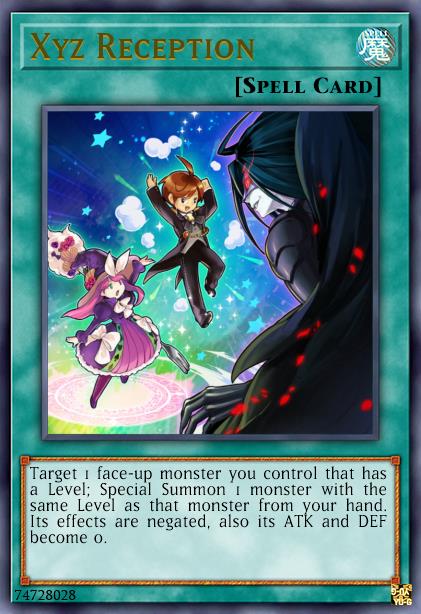 Xyz Reception
SPELL
魔
[Spell Card]
Target 1 face-up monster you control that has
a Level; Special Summon 1 monster with the
same Level as that monster from your hand.
Its effects are negated, also its ATK and DEF
become 0.
74728028